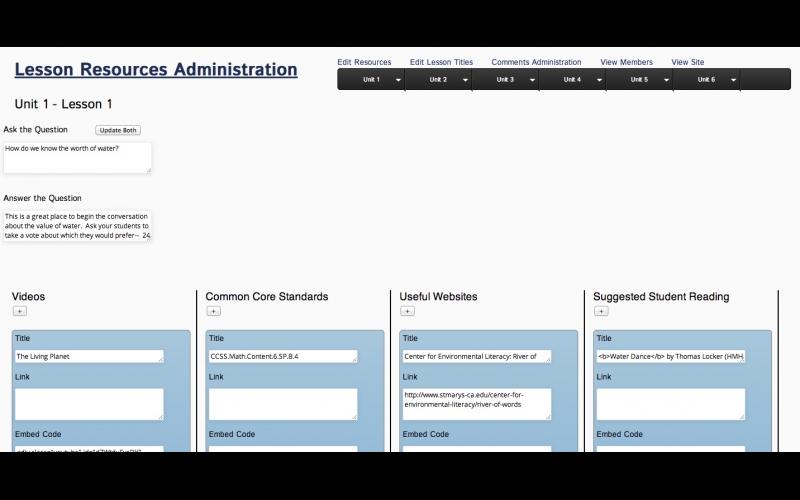 Lesson Resources Administration
Edit Resources Edit Lesson Titles Comments Administration View Members View Site
Unit 1 Unit 2 Unit 3 Unit 4 Unit 5 Unit 6
Unit 1 - Lesson 1
Ask the Question Update Both
How do we know the worth of water?
Answer the Question
This is a great place to begin the conversation
about the value of water. Ask your students to
take a vote about which they would prefer-- 24
Videos Common Core Standards Useful Websites Suggested Student Reading
+ + + +
Title Title Title Title
The Living Planet CCSS.Math.Content.6.SP.B.4 Center for Environmental Literacy: River of <b>Water Dance</b> by Thomas Locker (HMH,
Link Link Link Link
http://www.stmarys-ca.edu/center-for-
environmental-literacy/river-of-words
Embed Code Embed Code Embed Code Embed Code